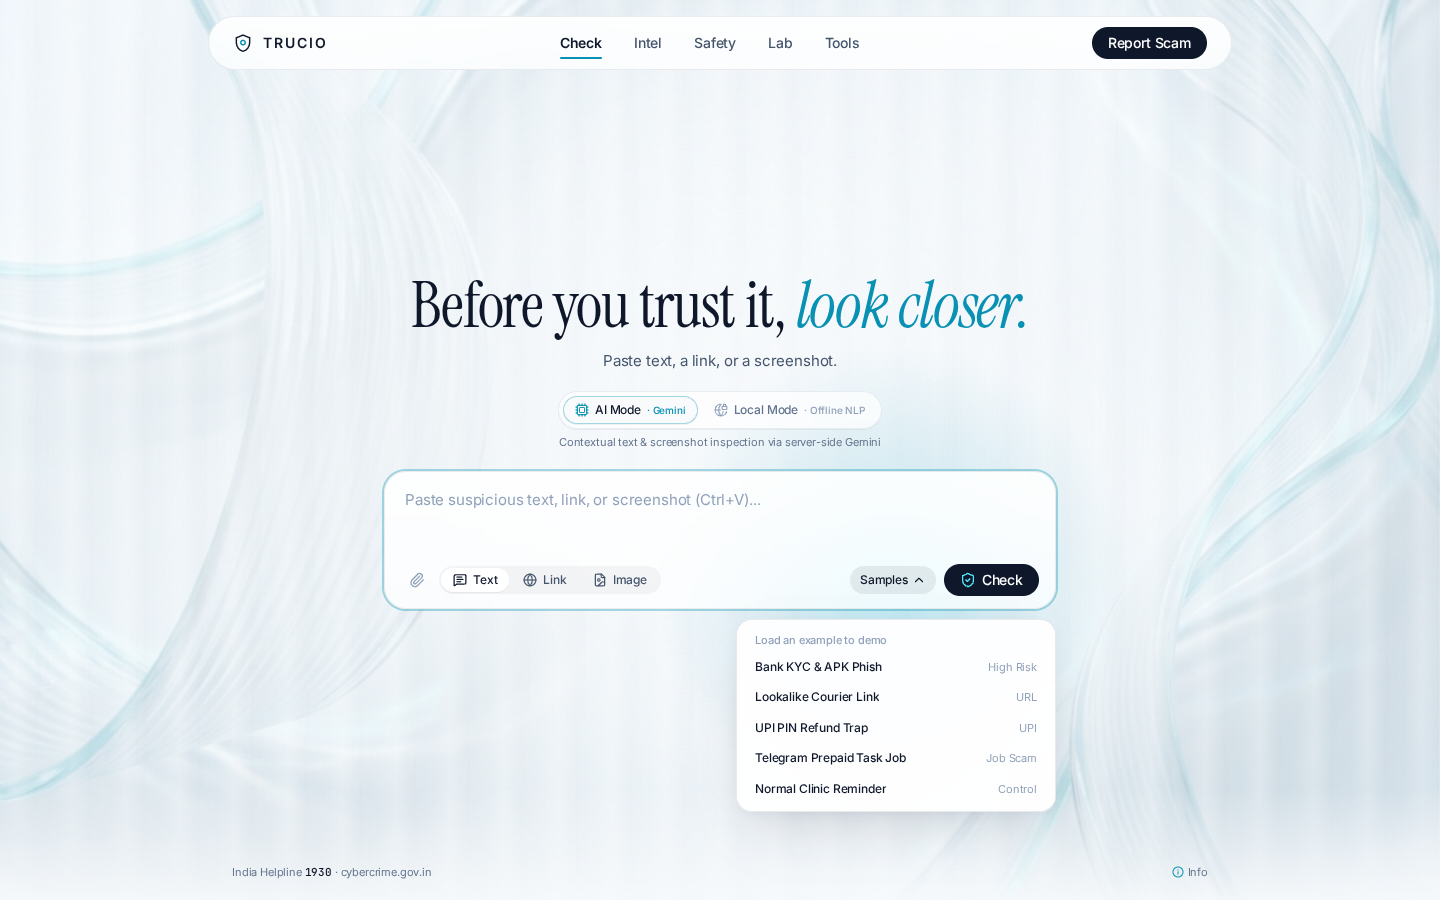 TRUCIO
Check Intel Safety Lab Tools
Report Scam
Before you trust it, look closer.
Paste text, a link, or a screenshot.
AI Mode · Gemini Local Mode · Offline NLP
Contextual text & screenshot inspection via server-side Gemini
Paste suspicious text, link, or screenshot (Ctrl+V)...
Text Link Image Samples Check
Load an example to demo
Bank KYC & APK Phish High Risk
Lookalike Courier Link URL
UPI PIN Refund Trap UPI
Telegram Prepaid Task Job Job Scam
Normal Clinic Reminder Control
India Helpline 1930 · cybercrime.gov.in Info